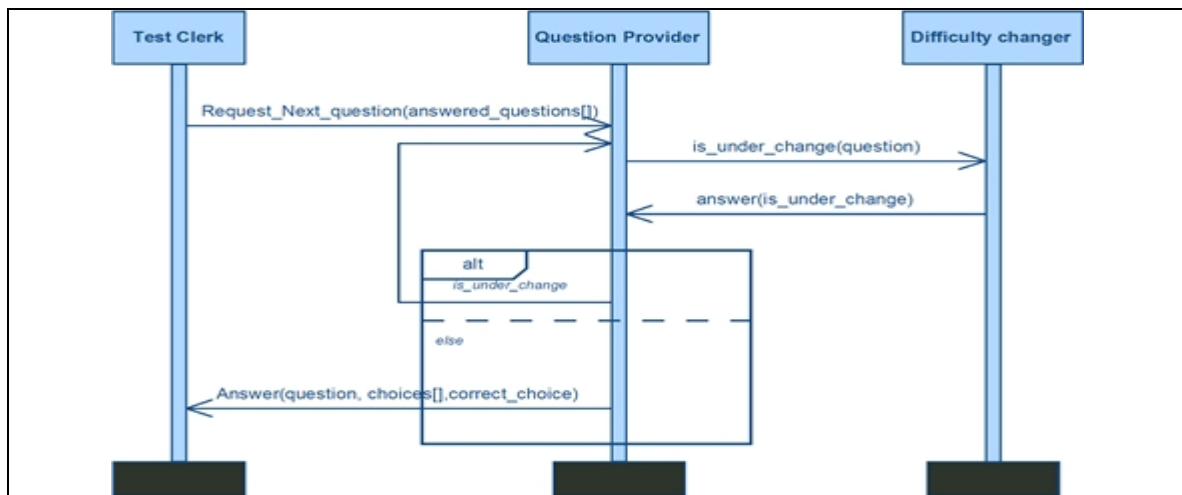 Test Clerk
Question Provider
Difficulty changer
Request_Next_question(answered_questions[])
is_under_change(question)
answer(is_under_change)
alt
is_under_change
else
Answer(question, choices[],correct_choice)